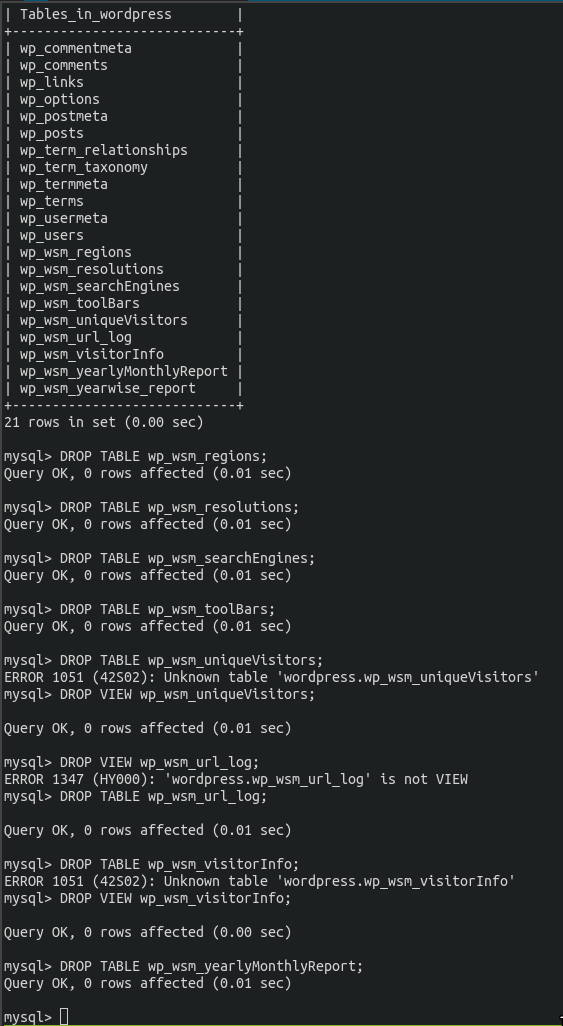 | Tables_in_wordpress        |
+----------------------------+
| wp_commentmeta             |
| wp_comments                |
| wp_links                   |
| wp_options                 |
| wp_postmeta                |
| wp_posts                   |
| wp_term_relationships      |
| wp_term_taxonomy           |
| wp_termmeta                |
| wp_terms                   |
| wp_usermeta                |
| wp_users                   |
| wp_wsm_regions             |
| wp_wsm_resolutions         |
| wp_wsm_searchEngines       |
| wp_wsm_toolBars            |
| wp_wsm_uniqueVisitors      |
| wp_wsm_url_log             |
| wp_wsm_visitorInfo         |
| wp_wsm_yearlyMonthlyReport |
| wp_wsm_yearwise_report     |
+----------------------------+
21 rows in set (0.00 sec)

mysql> DROP TABLE wp_wsm_regions;
Query OK, 0 rows affected (0.01 sec)

mysql> DROP TABLE wp_wsm_resolutions;
Query OK, 0 rows affected (0.01 sec)

mysql> DROP TABLE wp_wsm_searchEngines;
Query OK, 0 rows affected (0.01 sec)

mysql> DROP TABLE wp_wsm_toolBars;
Query OK, 0 rows affected (0.01 sec)

mysql> DROP TABLE wp_wsm_uniqueVisitors;
ERROR 1051 (42S02): Unknown table 'wordpress.wp_wsm_uniqueVisitors'
mysql> DROP VIEW wp_wsm_uniqueVisitors;

Query OK, 0 rows affected (0.01 sec)

mysql> DROP VIEW wp_wsm_url_log;
ERROR 1347 (HY000): 'wordpress.wp_wsm_url_log' is not VIEW
mysql> DROP TABLE wp_wsm_url_log;

Query OK, 0 rows affected (0.01 sec)

mysql> DROP TABLE wp_wsm_visitorInfo;
ERROR 1051 (42S02): Unknown table 'wordpress.wp_wsm_visitorInfo'
mysql> DROP VIEW wp_wsm_visitorInfo;

Query OK, 0 rows affected (0.00 sec)

mysql> DROP TABLE wp_wsm_yearlyMonthlyReport;
Query OK, 0 rows affected (0.01 sec)

mysql>